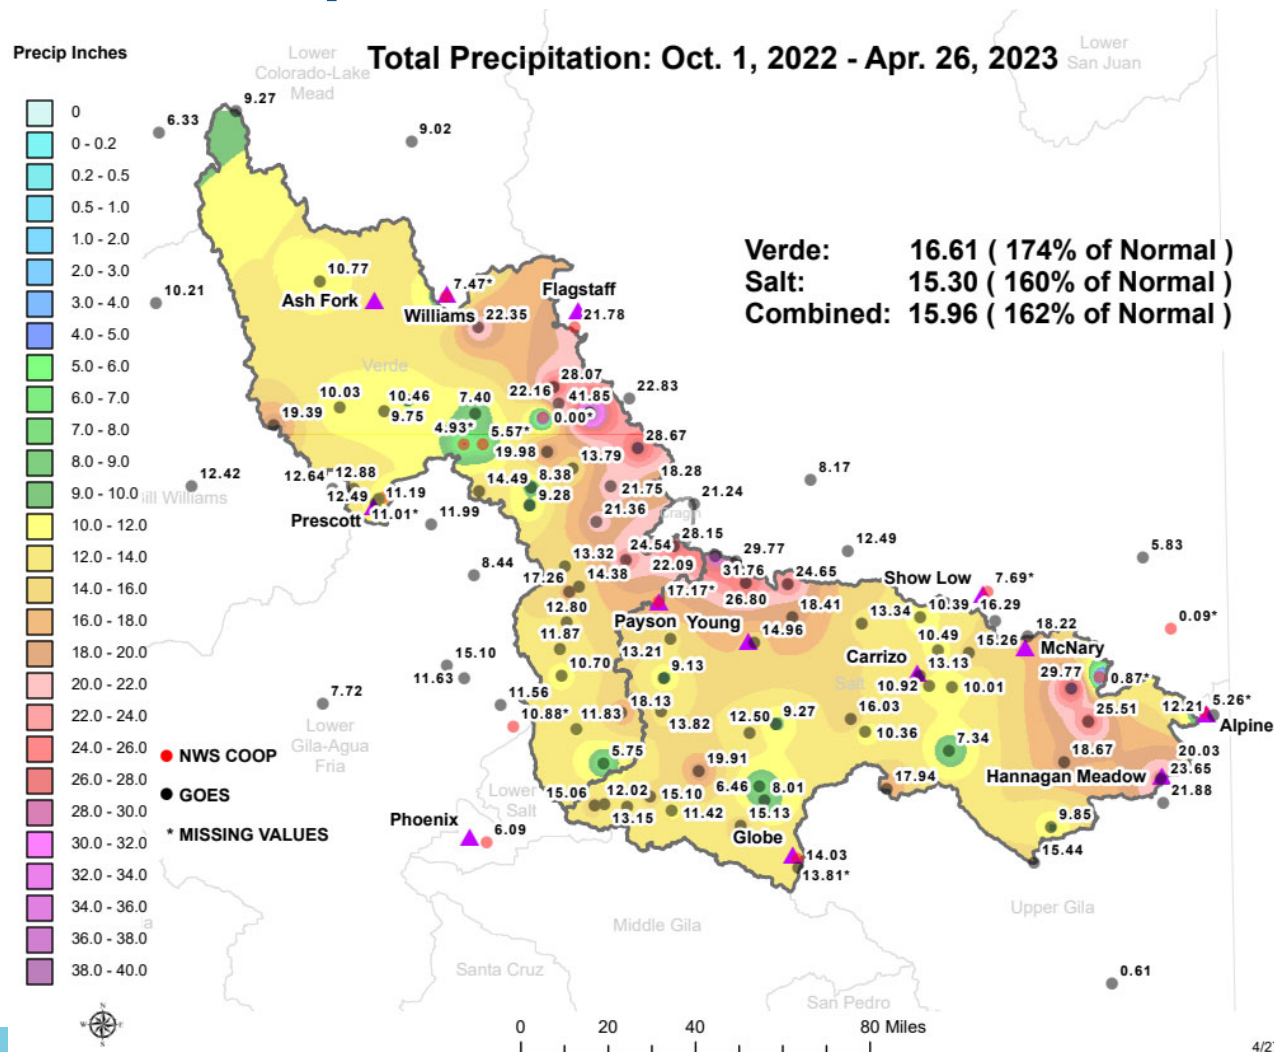 Precip Inches
Total Precipitation: Oct. 1, 2022 - Apr. 26, 2023
Lower
Colorado-Lake
Mead
Lower
San Juan
0
0 - 0.2
0.2 - 0.5
0.5 - 1.0
1.0 - 2.0
2.0 - 3.0
3.0 - 4.0
4.0 - 5.0
5.0 - 6.0
6.0 - 7.0
7.0 - 8.0
8.0 - 9.0
9.0 - 10.0
10.0 - 12.0
12.0 - 14.0
14.0 - 16.0
16.0 - 18.0
18.0 - 20.0
20.0 - 22.0
22.0 - 24.0
24.0 - 26.0
26.0 - 28.0
28.0 - 30.0
30.0 - 32.0
32.0 - 34.0
34.0 - 36.0
36.0 - 38.0
38.0 - 40.0
Verde: 16.61 ( 174% of Normal )
Salt: 15.30 ( 160% of Normal )
Combined: 15.96 ( 162% of Normal )
9.27
6.33
9.02
10.77
10.21
Ash Fork
7.47*
Williams
22.35
Flagstaff
21.78
Verde
28.07
22.16
41.85
22.83
10.03
10.46
9.75
7.40
0.00*
19.39
4.93*
5.57*
28.67
19.98
13.79
12.42
12.64
12.88
14.49
8.38
18.28
8.17
ill Williams
12.49
11.19
9.28
21.75
21.24
Prescott
11.01*
11.99
21.36
Cragin
28.15
8.44
13.32
24.54
29.77
12.49
5.83
17.26
14.38
22.09
31.76
24.65
Show Low
7.69*
12.80
17.17*
26.80
18.41
13.34
10.39
16.29
0.09*
11.87
Payson
Young
14.96
10.49
15.26
18.22
13.21
McNary
15.10
10.70
9.13
Carrizo
13.13
29.77
0.87*
11.63
Salt
10.92
10.01
7.72
11.56
18.13
16.03
25.51
12.21
5.26*
10.88*
11.83
13.82
12.50
9.27
10.36
Alpine
Lower
Gila-Agua
Fria
5.75
7.34
18.67
20.03
19.91
NWS COOP
6.46
8.01
17.94
Hannagan Meadow
23.65
21.88
GOES
Lower
Salt
15.06
12.02
15.10
* MISSING VALUES
Phoenix
6.09
13.15
11.42
15.13
9.85
Globe
14.03
13.81*
15.44
a
Middle Gila
Upper Gila
Santa Cruz
San Pedro
0.61
N
W
E
S
0
20
40
80 Miles
4/27